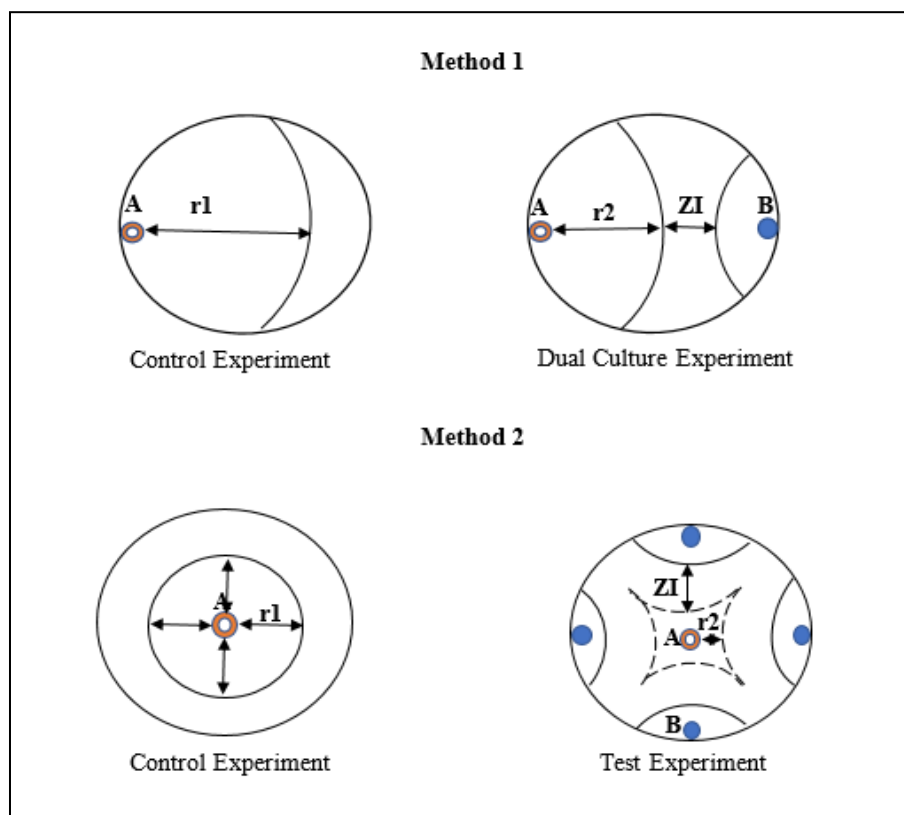 Method 1
A r1
A r2 ZI B
Control Experiment Dual Culture Experiment
Method 2
A r1
ZI
A r2
B
Control Experiment Test Experiment